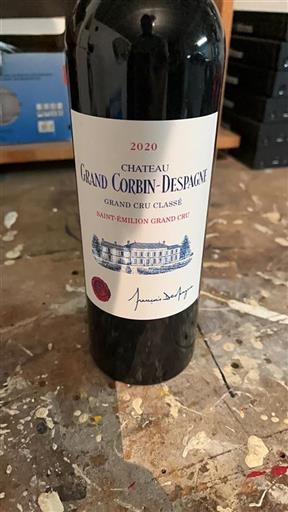 2020
CHATEAU
GRAND CORBIN-DESPAGNE
GRAND CRU CLASSÉ
SAINT-ÉMILION GRAND CRU